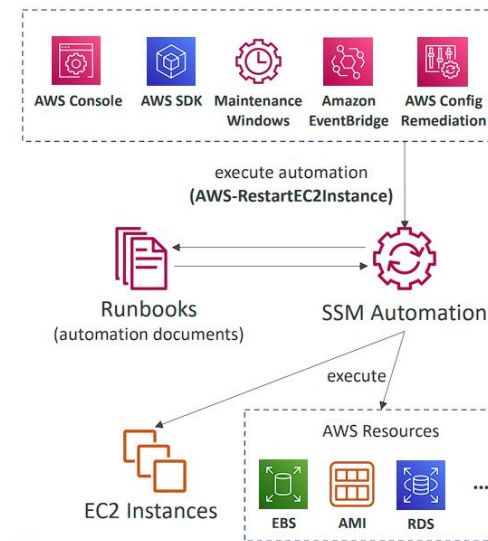 AWS Console
AWS SDK
Maintenance
Windows
Amazon
EventBridge
AWS Config
Remediation
execute automation
(AWS-RestartEC2Instance)
Runbooks
(automation documents)
SSM Automation
execute
EC2 Instances
AWS Resources
EBS
AMI
RDS
...